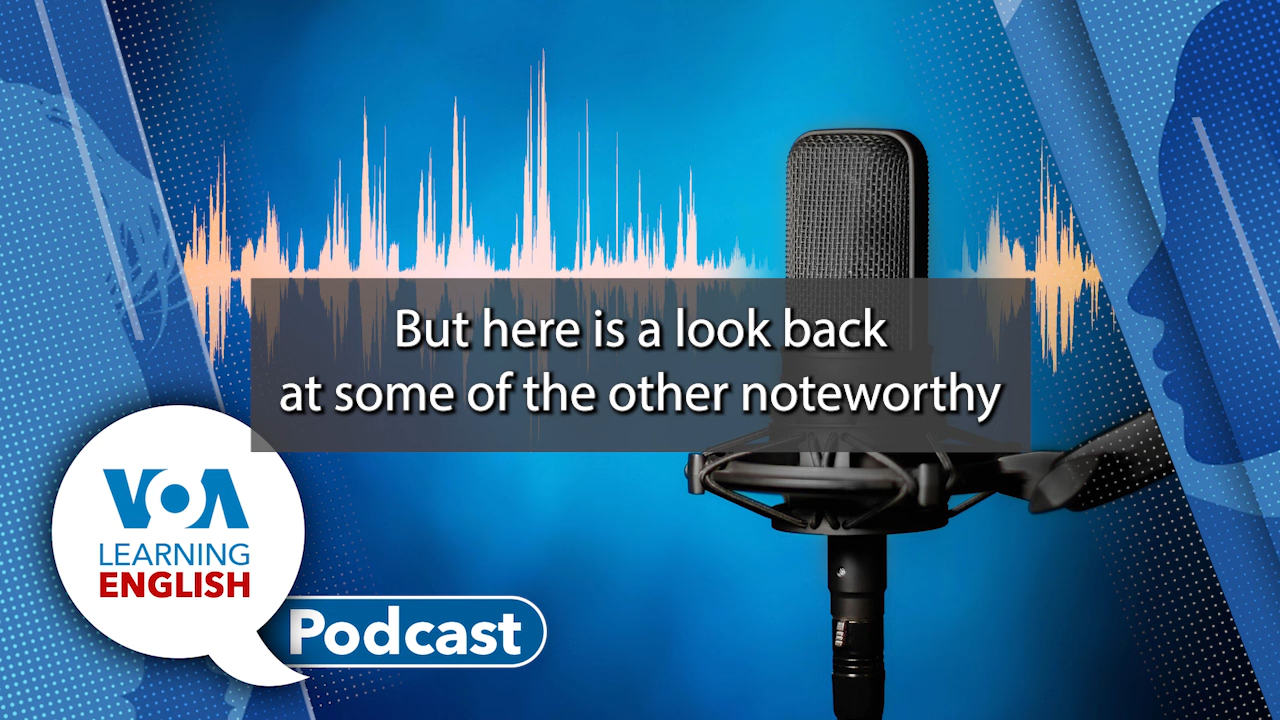 But here is a look back
at some of the other noteworthy
VOA
LEARNING
ENGLISH
Podcast